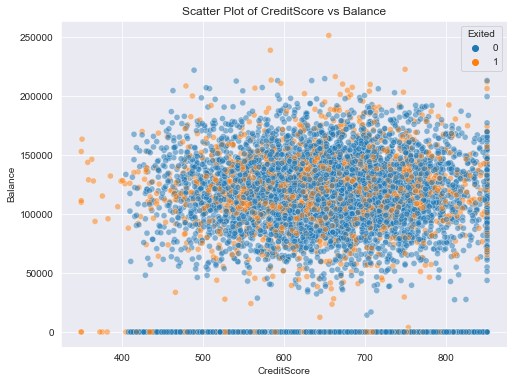 Scatter Plot of CreditScore vs Balance
Exited
0
1
250000
200000
150000
100000
50000
0
Balance
400 500 600 700 800
CreditScore